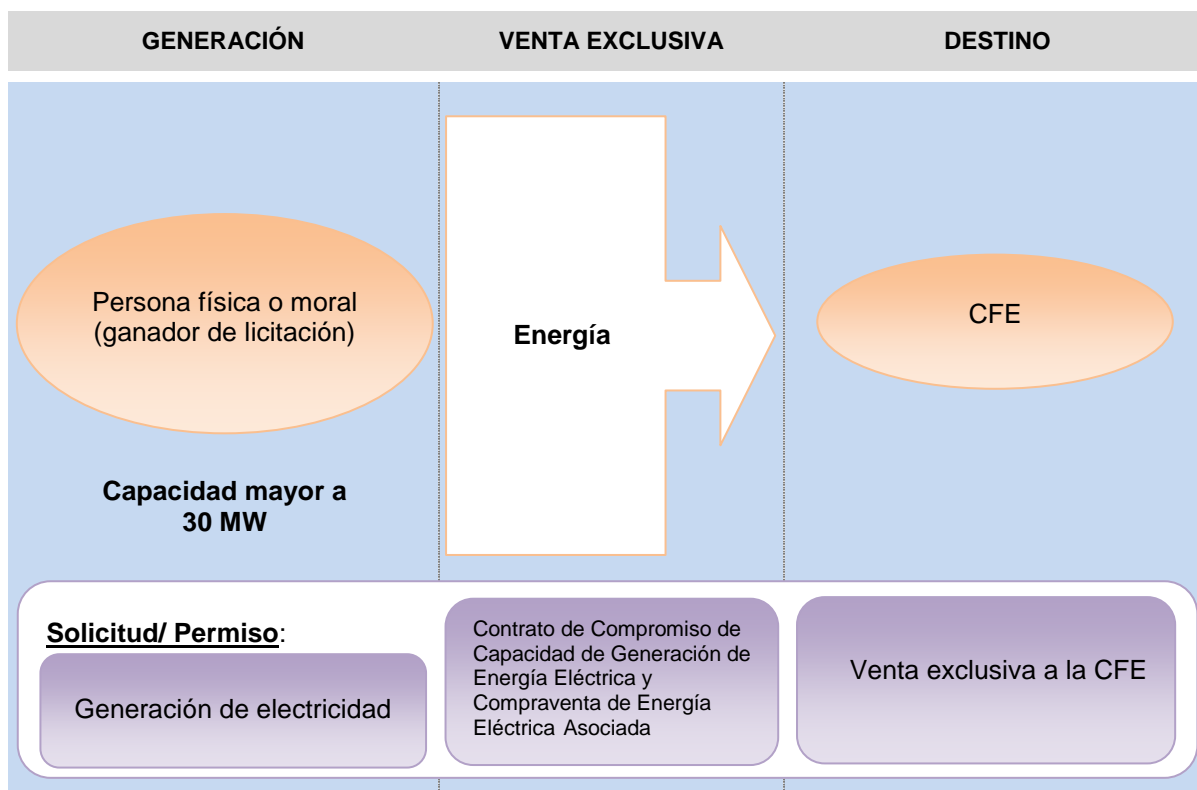 GENERACIÓN
VENTA EXCLUSIVA
DESTINO
Persona física o moral
(ganador de licitación)
Energía
CFE
Capacidad mayor a
30 MW
Solicitud/ Permiso:
Generación de electricidad
Contrato de Compromiso de
Capacidad de Generación de
Energía Eléctrica y
Compraventa de Energía
Eléctrica Asociada
Venta exclusiva a la CFE